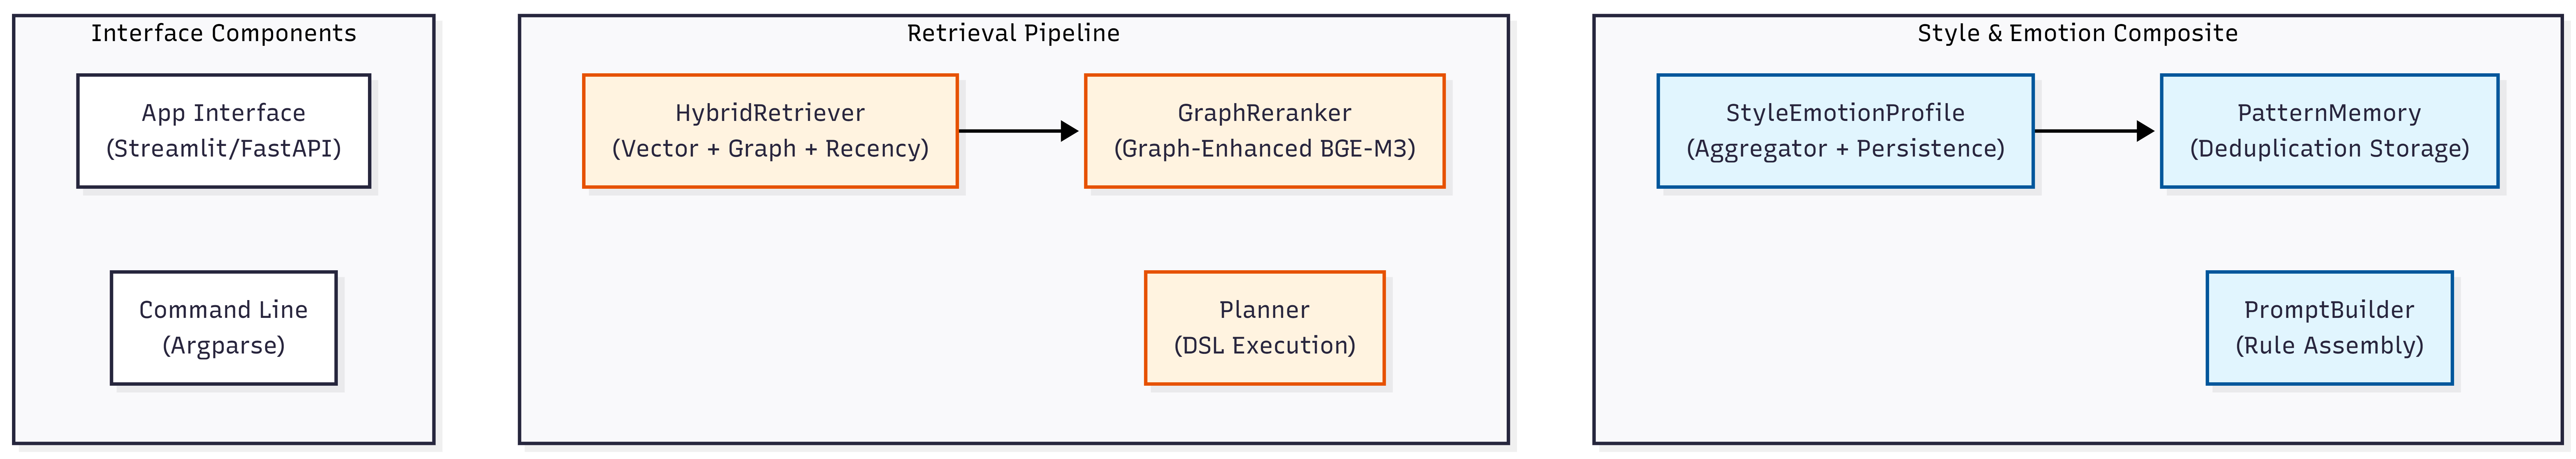 Interface Components
App Interface
(Streamlit/FastAPI)
Command Line
(Argparse)
Retrieval Pipeline
HybridRetriever
(Vector + Graph + Recency)
GraphReranker
(Graph-Enhanced BGE-M3)
Planner
(DSL Execution)
Style & Emotion Composite
StyleEmotionProfile
(Aggregator + Persistence)
PatternMemory
(Deduplication Storage)
PromptBuilder
(Rule Assembly)